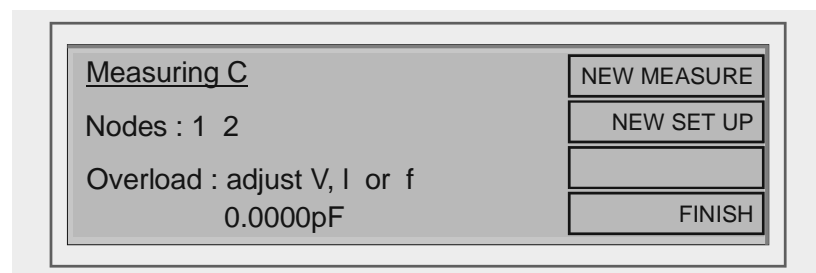 Measuring C
NEW MEASURE
Nodes : 1 2
NEW SET UP
Overload : adjust V, I or f
0.0000pF
FINISH